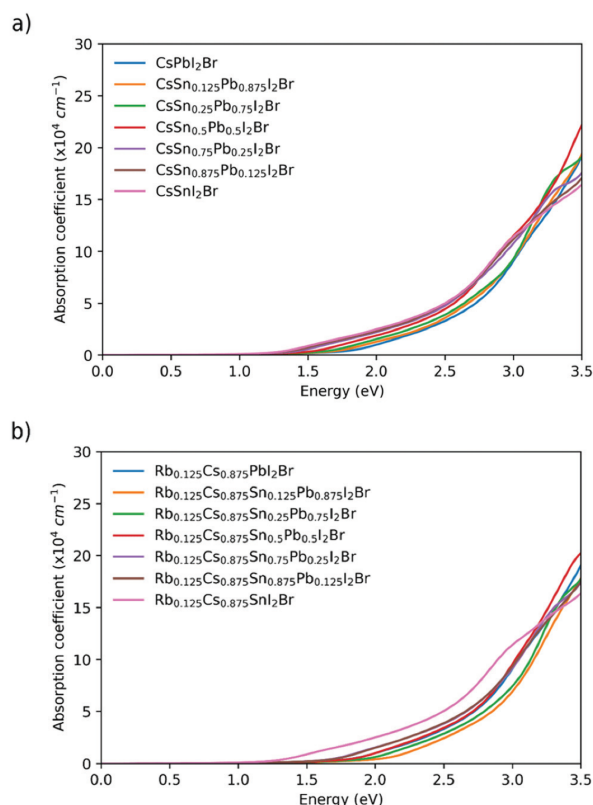 a)
30
25
20
15
10
5
0
Absorption coefficient (x10⁴ cm⁻¹)
CsPbI₂Br
CsSn₀.₁₂₅Pb₀.₈₇₅I₂Br
CsSn₀.₂₅Pb₀.₇₅I₂Br
CsSn₀.₅Pb₀.₅I₂Br
CsSn₀.₇₅Pb₀.₂₅I₂Br
CsSn₀.₈₇₅Pb₀.₁₂₅I₂Br
CsSnI₂Br
0.0 0.5 1.0 1.5 2.0 2.5 3.0 3.5
Energy (eV)
b)
30
25
20
15
10
5
0
Absorption coefficient (x10⁴ cm⁻¹)
Rb₀.₁₂₅Cs₀.₈₇₅PbI₂Br
Rb₀.₁₂₅Cs₀.₈₇₅Sn₀.₁₂₅Pb₀.₈₇₅I₂Br
Rb₀.₁₂₅Cs₀.₈₇₅Sn₀.₂₅Pb₀.₇₅I₂Br
Rb₀.₁₂₅Cs₀.₈₇₅Sn₀.₅Pb₀.₅I₂Br
Rb₀.₁₂₅Cs₀.₈₇₅Sn₀.₇₅Pb₀.₂₅I₂Br
Rb₀.₁₂₅Cs₀.₈₇₅Sn₀.₈₇₅Pb₀.₁₂₅I₂Br
Rb₀.₁₂₅Cs₀.₈₇₅SnI₂Br
0.0 0.5 1.0 1.5 2.0 2.5 3.0 3.5
Energy (eV)